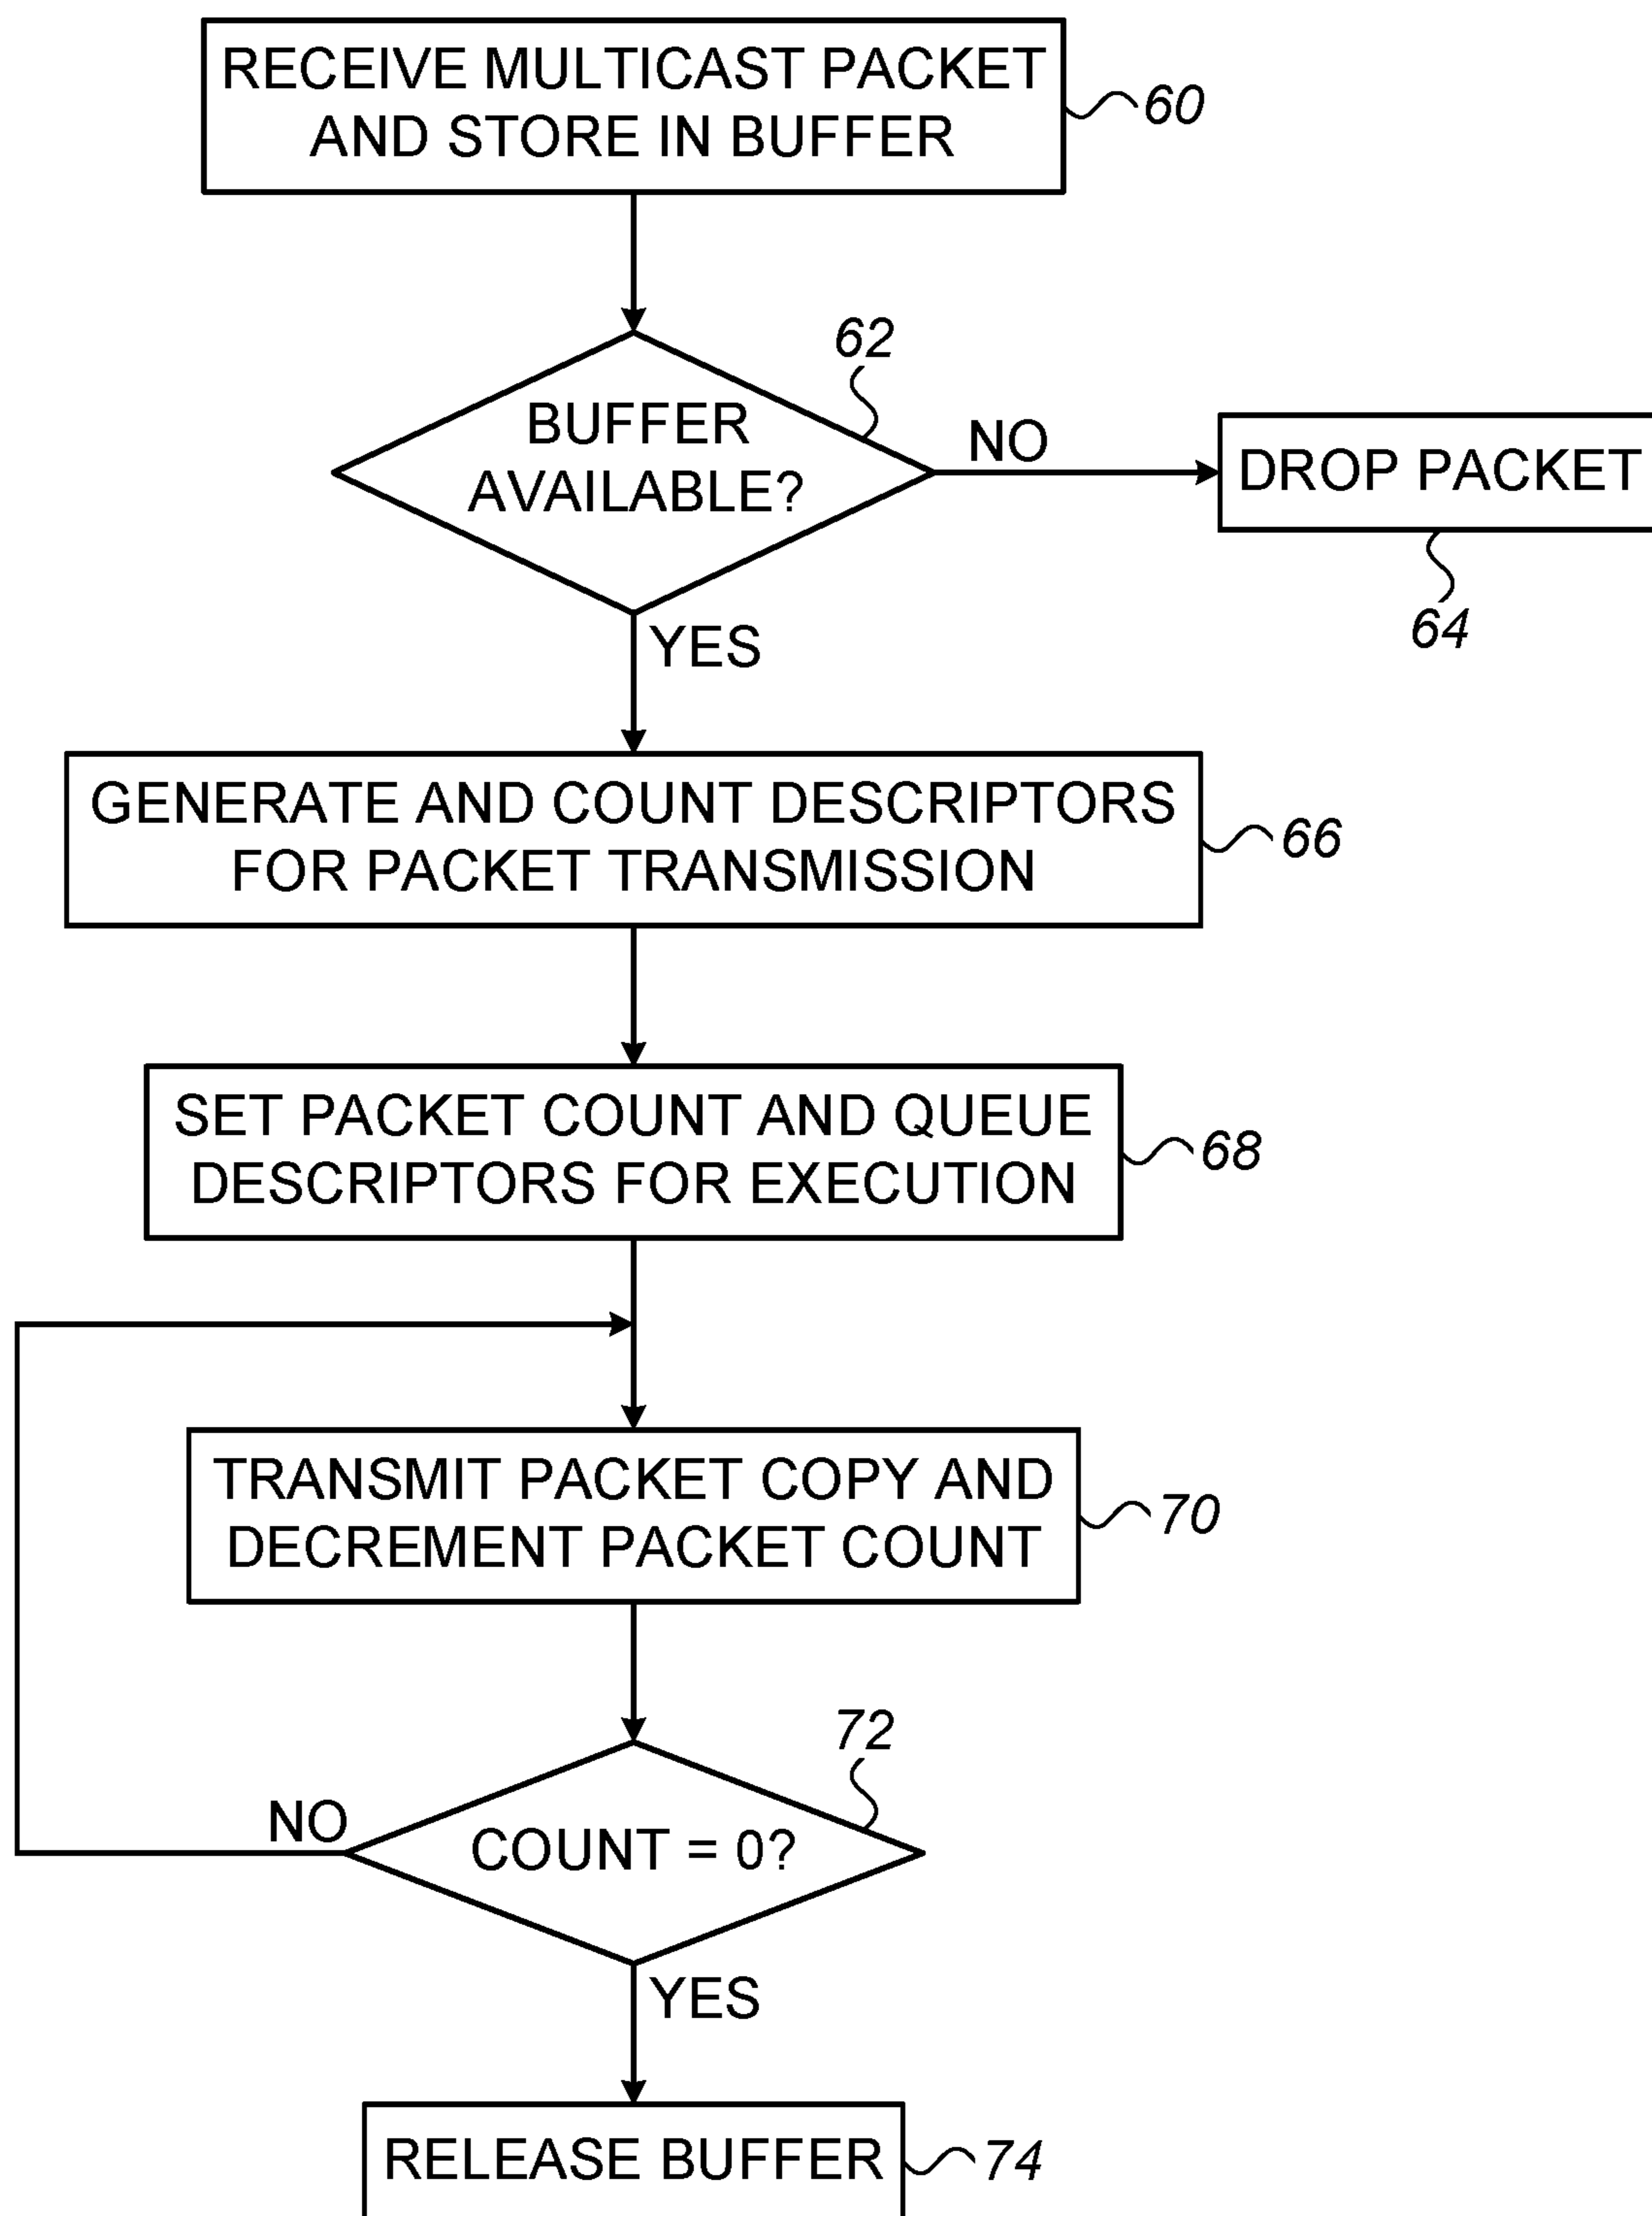 RECEIVE MULTICAST PACKET
AND STORE IN BUFFER
60
62
BUFFER
AVAILABLE?
NO
DROP PACKET
64
YES
GENERATE AND COUNT DESCRIPTORS
FOR PACKET TRANSMISSION
66
SET PACKET COUNT AND QUEUE
DESCRIPTORS FOR EXECUTION
68
TRANSMIT PACKET COPY AND
DECREMENT PACKET COUNT
70
72
NO
COUNT = 0?
YES
RELEASE BUFFER
74